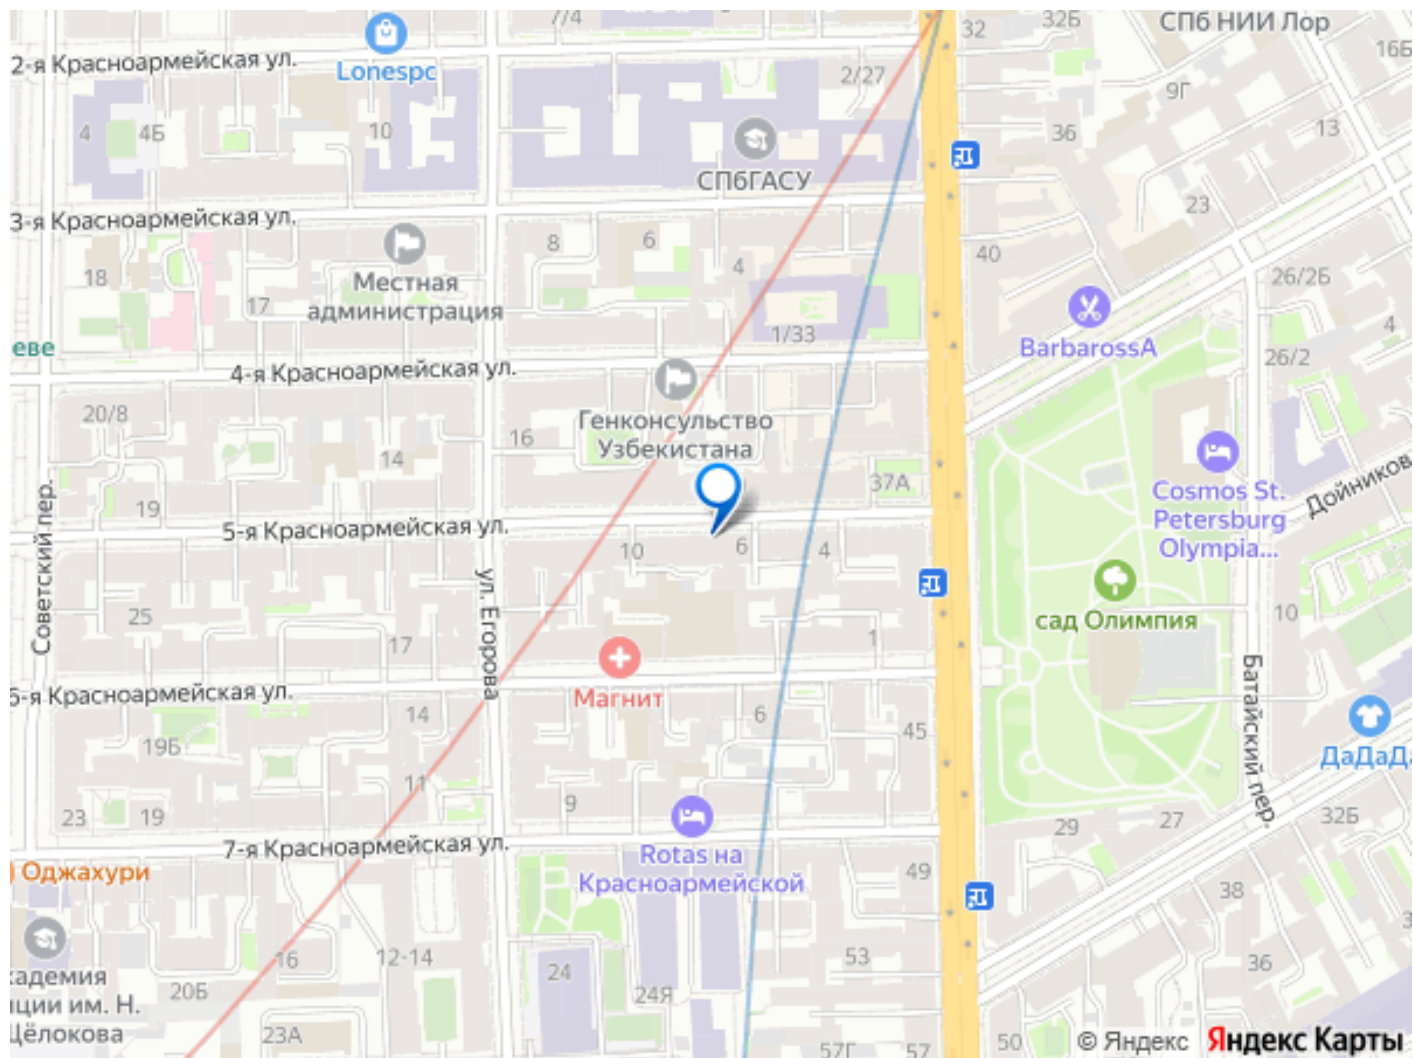 7/4
32
32Б
СПб НИИ Лор
16Б
2-я Красноармейская ул.
Lonespc
2/27
9Г
4
4Б
10
36
13
СПбГАСУ
3-я Красноармейская ул.
23
8
6
4
40
18
17
Местная
администрация
26/2Б
1/33
4
BarbarossA
26/2
еве
4-я Красноармейская ул.
20/8
16
14
Генконсульство
Узбекистана
37А
19
5-я Красноармейская ул.
10
6
4
Cosmos St.
Petersburg
Olympia...
Дойников
Советский пер.
ул. Егорова
25
17
1
сад Олимпия
10
Магнит
6-я Красноармейская ул.
14
6
45
19Б
11
9
Батайский пер.
ДаДаДа
23
19
29
27
32Б
7-я Красноармейская ул.
Rotas на
Красноармейской
Оджахури
49
38
16
12-14
53
36
кадемия
ции им. Н.
Щёлокова
20Б
24
24Я
23А
57Г
57
50
© Яндекс
Яндекс Карты